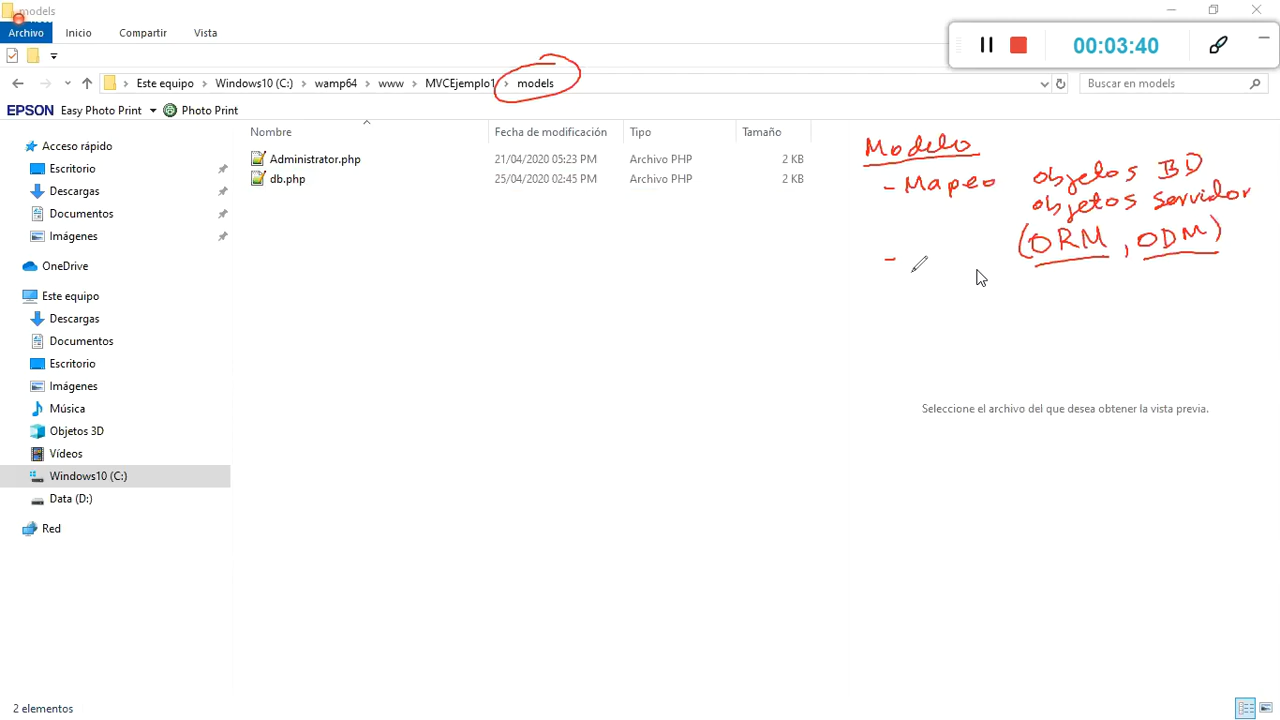 models
Archivo Inicio Compartir Vista
00:03:40
Este equipo > Windows10 (C:) > wamp64 > www > MVCEjemplo1 > models
Buscar en models
EPSON Easy Photo Print Photo Print
Acceso rápido
Escritorio
Descargas
Documentos
Imágenes
OneDrive
Este equipo
Descargas
Documentos
Escritorio
Imágenes
Música
Objetos 3D
Vídeos
Windows10 (C:)
Data (D:)
Red
Nombre Fecha de modificación Tipo Tamaño
Administrator.php 21/04/2020 05:23 PM Archivo PHP 2 KB
db.php 25/04/2020 02:45 PM Archivo PHP 2 KB
Modelo
- Mapeo objetos BD
objetos servidor
(ORM, ODM)
-
Seleccione el archivo del que desea obtener la vista previa.
2 elementos